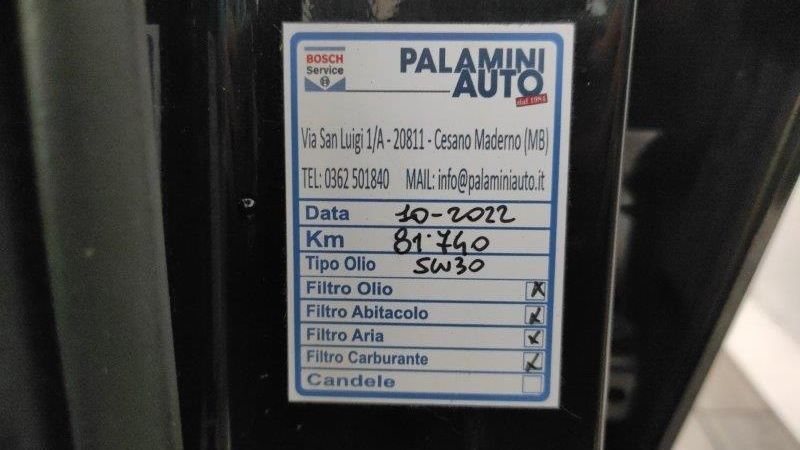 BOSCH
Service
PALAMINI
AUTO
dal 1984
Via San Luigi 1/A - 20811 - Cesano Maderno (MB)
TEL: 0362 501840 MAIL: info@palaminiauto.it
Data 10-2022
Km 81.740
Tipo Olio 5W30
Filtro Olio X
Filtro Abitacolo X
Filtro Aria X
Filtro Carburante X
Candele